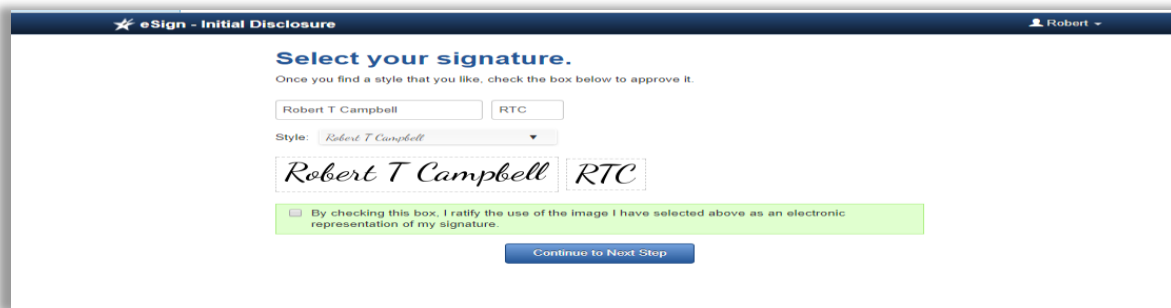 eSign - Initial Disclosure
Robert
Select your signature.
Once you find a style that you like, check the box below to approve it.
Robert T Campbell RTC
Style: Robert T Campbell
Robert T Campbell RTC
By checking this box, I ratify the use of the image I have selected above as an electronic
representation of my signature.
Continue to Next Step